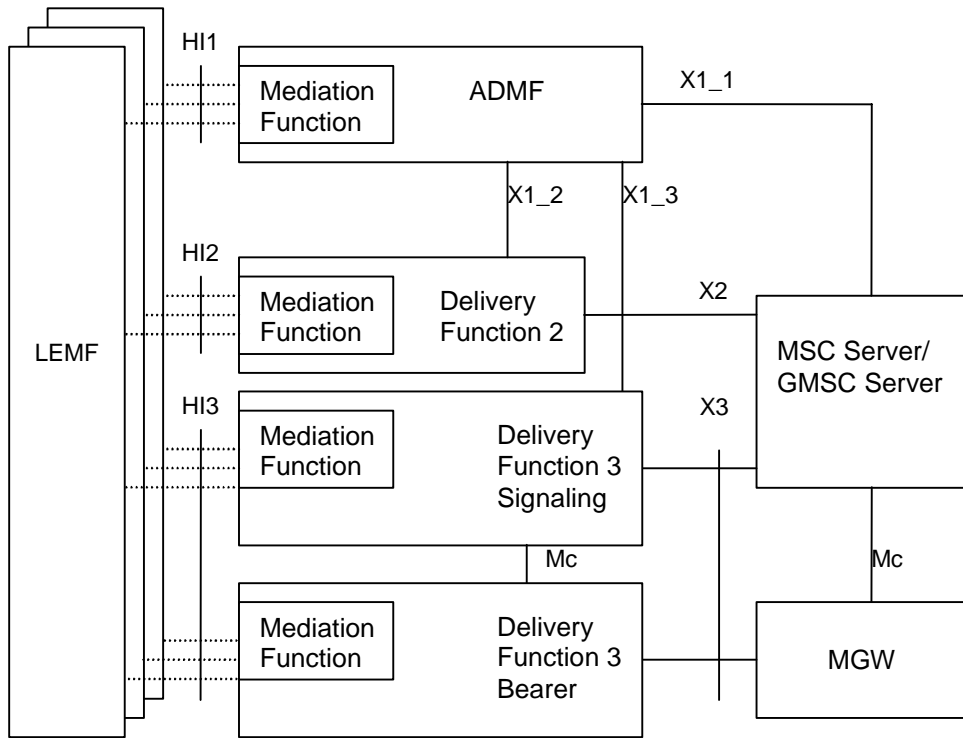 HI1
Mediation
Function
ADMF
X1_1
X1_2
X1_3
HI2
Mediation
Function
Delivery
Function 2
X2
LEMF
MSC Server/
GMSC Server
HI3
Mediation
Function
Delivery
Function 3
Signaling
X3
Mc
Mc
Mediation
Function
Delivery
Function 3
Bearer
MGW